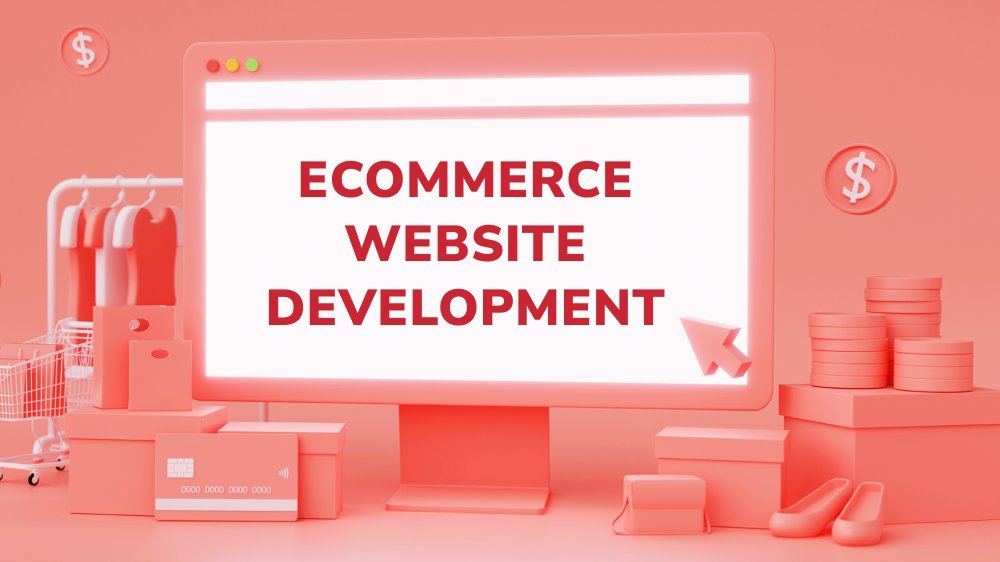 $
$
ECOMMERCE
WEBSITE
DEVELOPMENT
0000 0000 0000 0000